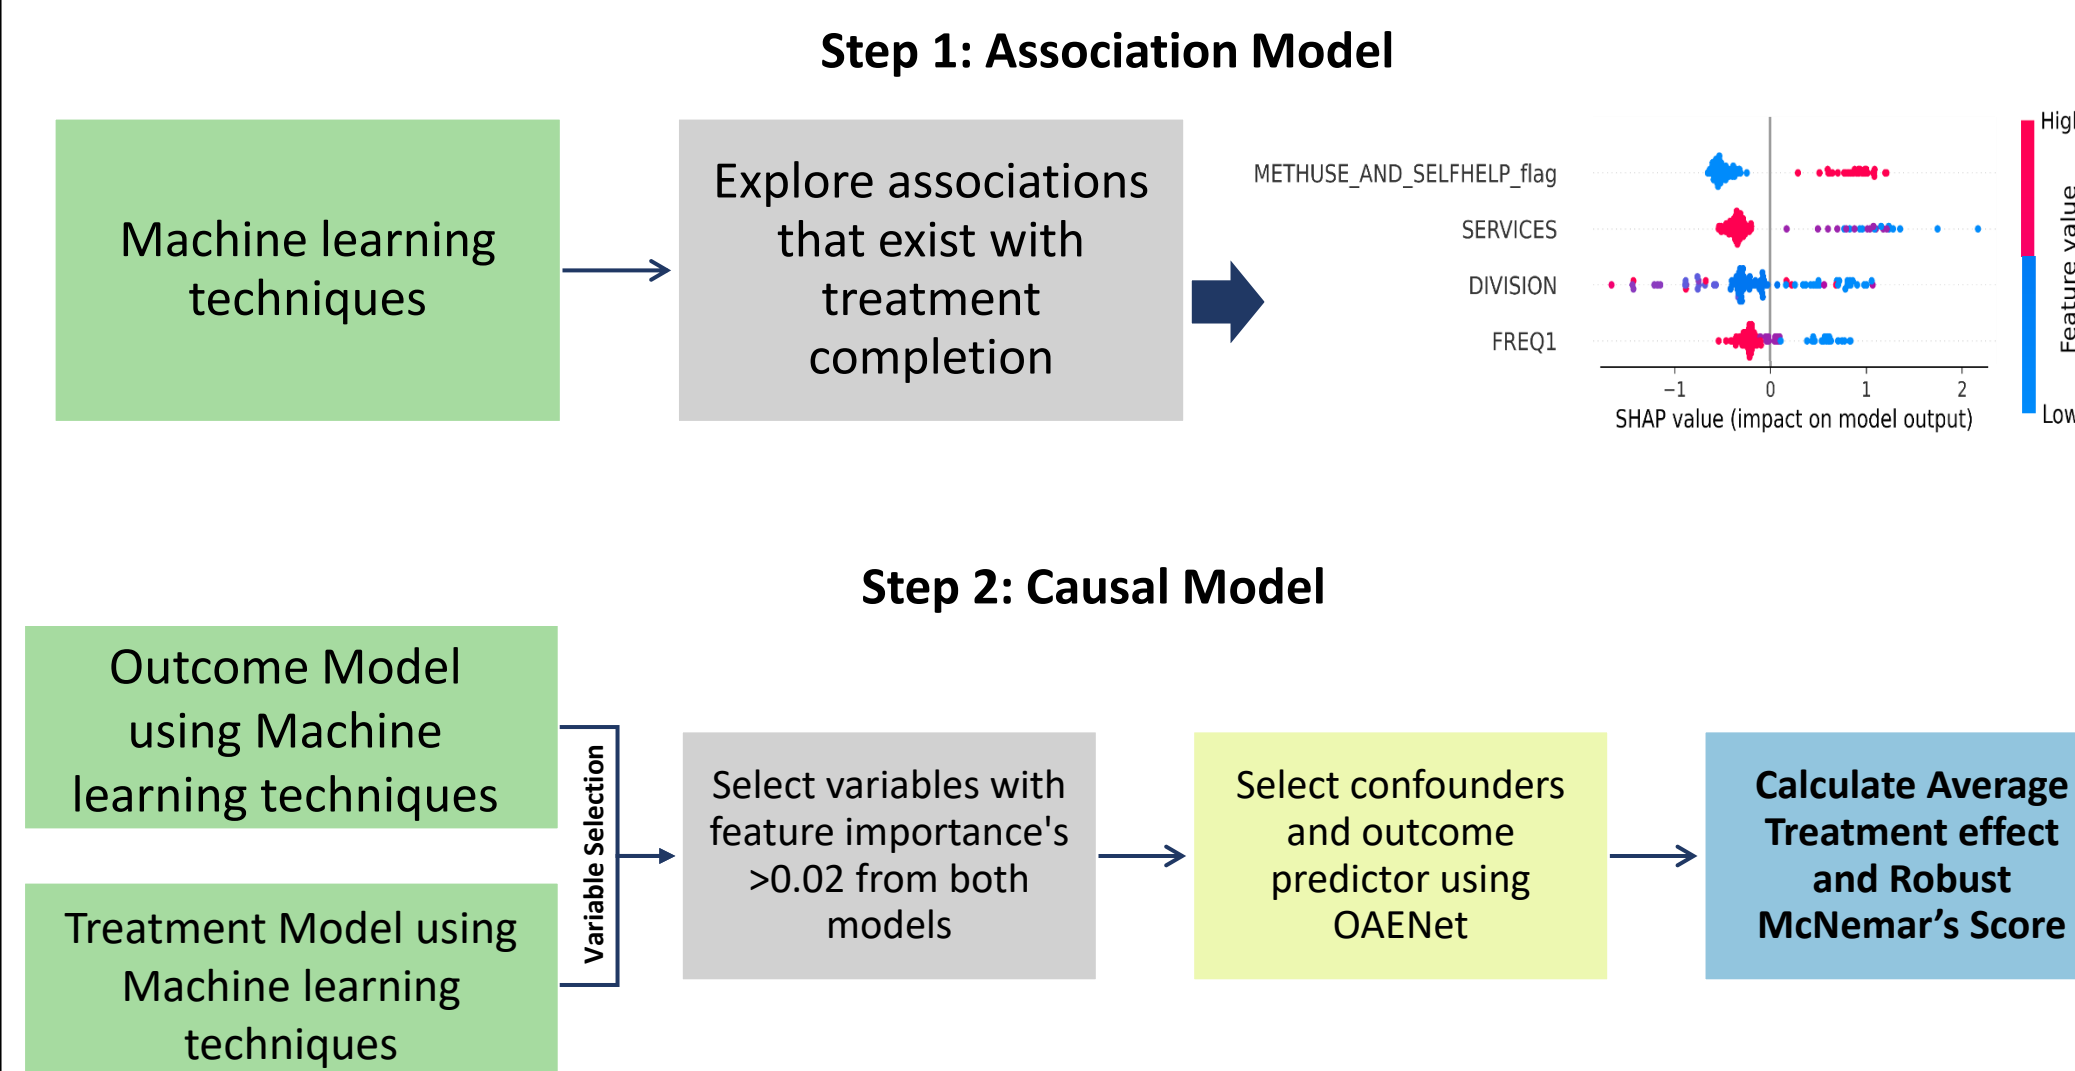 Step 1: Association Model
Machine learning
techniques
Explore associations
that exist with
treatment
completion
METHUSE_AND_SELFHELP_flag
SERVICES
DIVISION
FREQ1
−1 0 1 2
SHAP value (impact on model output)
High
Feature value
Low
Step 2: Causal Model
Outcome Model
using Machine
learning techniques
Treatment Model using
Machine learning
techniques
Variable Selection
Select variables with
feature importance's
>0.02 from both
models
Select confounders
and outcome
predictor using
OAENet
Calculate Average
Treatment effect
and Robust
McNemar’s Score